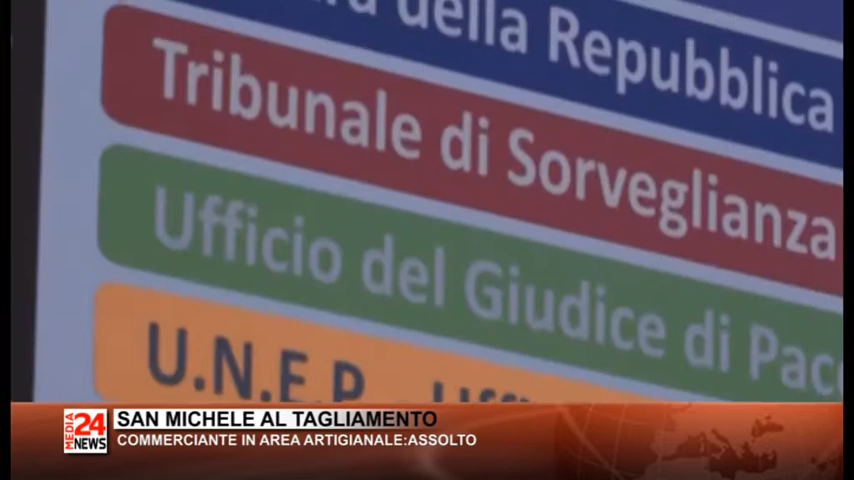 della Repubblica
Tribunale di Sorveglianza
Ufficio del Giudice di Pac
U.N.E.P. -
MEDIA 24 NEWS
SAN MICHELE AL TAGLIAMENTO
COMMERCIANTE IN AREA ARTIGIANALE:ASSOLTO